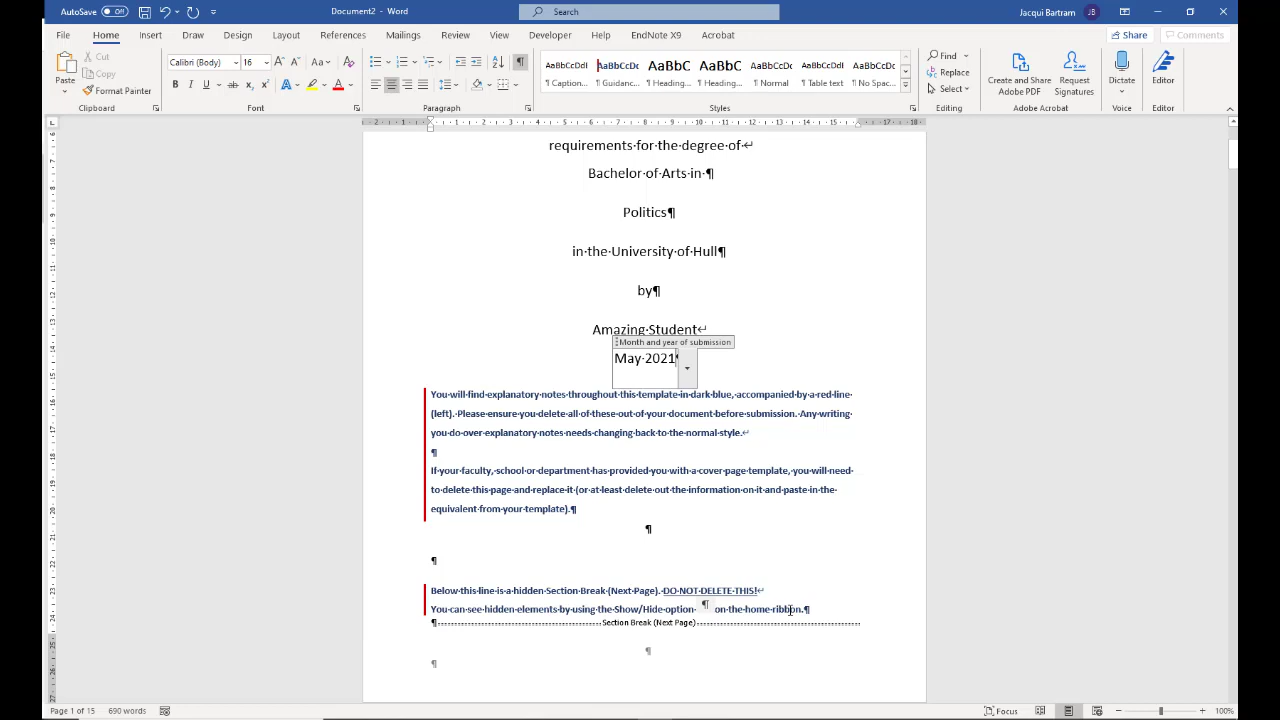 AutoSave Off Document2 - Word Search Jacqui Bartram JB
File Home Insert Draw Design Layout References Mailings Review View Developer Help EndNote X9 Acrobat Share Comments
Paste Cut Copy Format Painter Clipboard
Calibri (Body) 16 Font
Paragraph
AaBbCcDdI ¶ Caption... AaBbCcDc ¶ Guidanc... AaBbC ¶ Heading... AaBbC ¶ Heading... AaBbCcDc ¶ Normal AaBbCcDdI ¶ Table text AaBbCcDc ¶ No Spac... Styles
Find Replace Select Editing
Create and Share Adobe PDF Request Signatures Adobe Acrobat
Dictate Voice
Editor Editor
requirements·for·the·degree·of·↵
Bachelor·of·Arts·in·¶
Politics¶
in·the·University·of·Hull¶
by¶
Amazing·Student↵
Month and year of submission
May·2021¶
You·will·find·explanatory·notes·throughout·this·template·in·dark·blue,·accompanied·by·a·red·line·
(left).·Please·ensure·you·delete·all·of·these·out·of·your·document·before·submission.·Any·writing·
you·do·over·explanatory·notes·needs·changing·back·to·the·normal·style.↵
¶
If·your·faculty,·school·or·department·has·provided·you·with·a·cover·page·template,·you·will·need·
to·delete·this·page·and·replace·it·(or·at·least·delete·out·the·information·on·it·and·paste·in·the·
equivalent·from·your·template).¶
¶
¶
Below·this·line·is·a·hidden·Section·Break·(Next·Page).·DO·NOT·DELETE·THIS!↵
You·can·see·hidden·elements·by·using·the·Show/Hide·option· ¶ on·the·home·ribbon.¶
¶ Section Break (Next Page)
¶
¶
Page 1 of 15 690 words Focus 100%